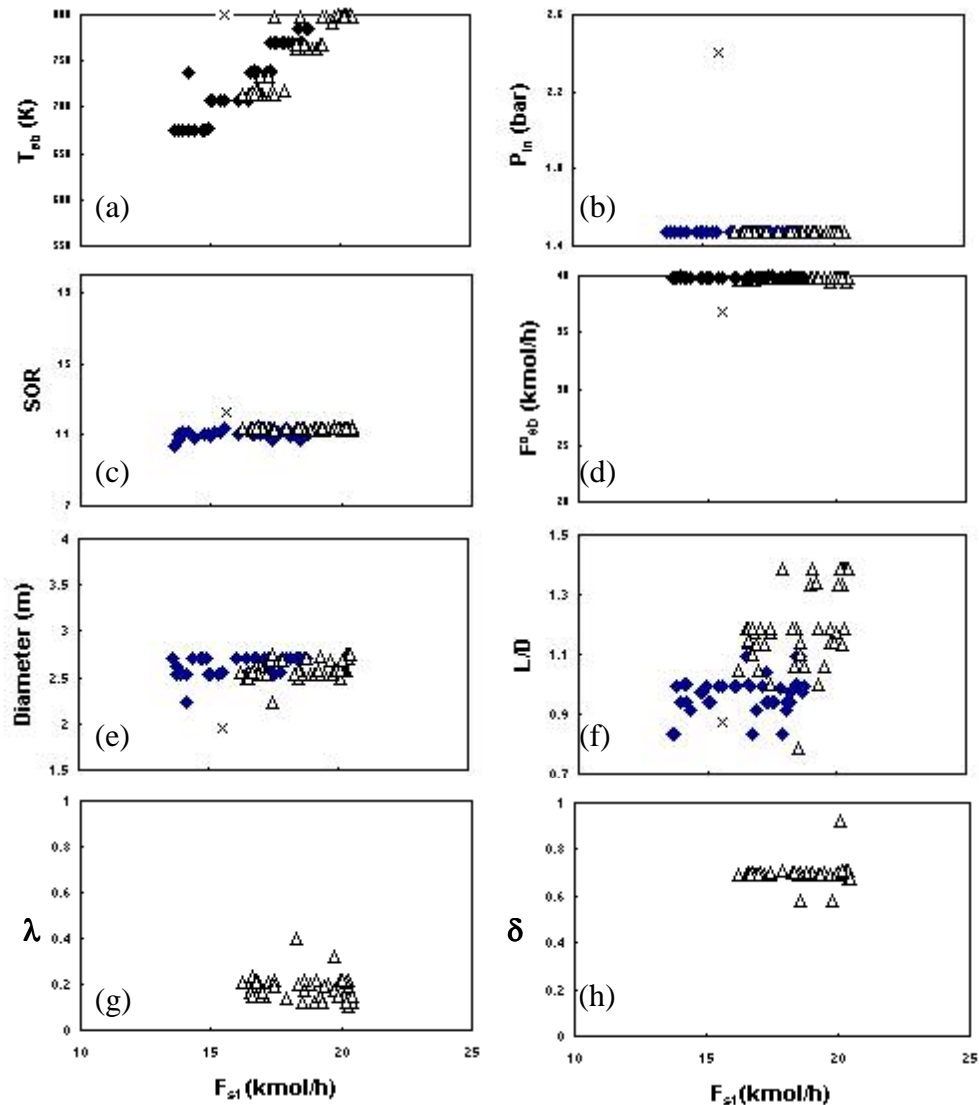 800
750
700
650
600
550
T_eb (K)
(a)
2.6
2.2
1.8
1.4
P_in (bar)
(b)
19
15
11
7
SOR
(c)
40
35
30
25
20
F°_eb (kmol/h)
(d)
4
3.5
3
2.5
2
1.5
Diameter (m)
(e)
1.5
1.3
1.1
0.9
0.7
L/D
(f)
1
0.8
0.6
0.4
0.2
0
λ
(g)
10 15 20 25
F_st (kmol/h)
1
0.8
0.6
0.4
0.2
0
δ
(h)
10 15 20 25
F_st (kmol/h)